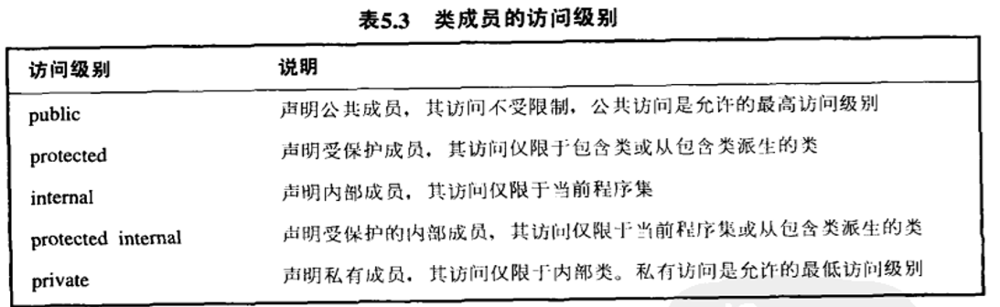 表5.3 类成员的访问级别
访问级别 说明
public 声明公共成员，其访问不受限制，公共访问是允许的最高访问级别
protected 声明受保护成员，其访问仅限于包含类或从包含类派生的类
internal 声明内部成员，其访问仅限于当前程序集
protected internal 声明受保护的内部成员，其访问仅限于当前程序集或从包含类派生的类
private 声明私有成员，其访问仅限于内部类。私有访问是允许的最低访问级别